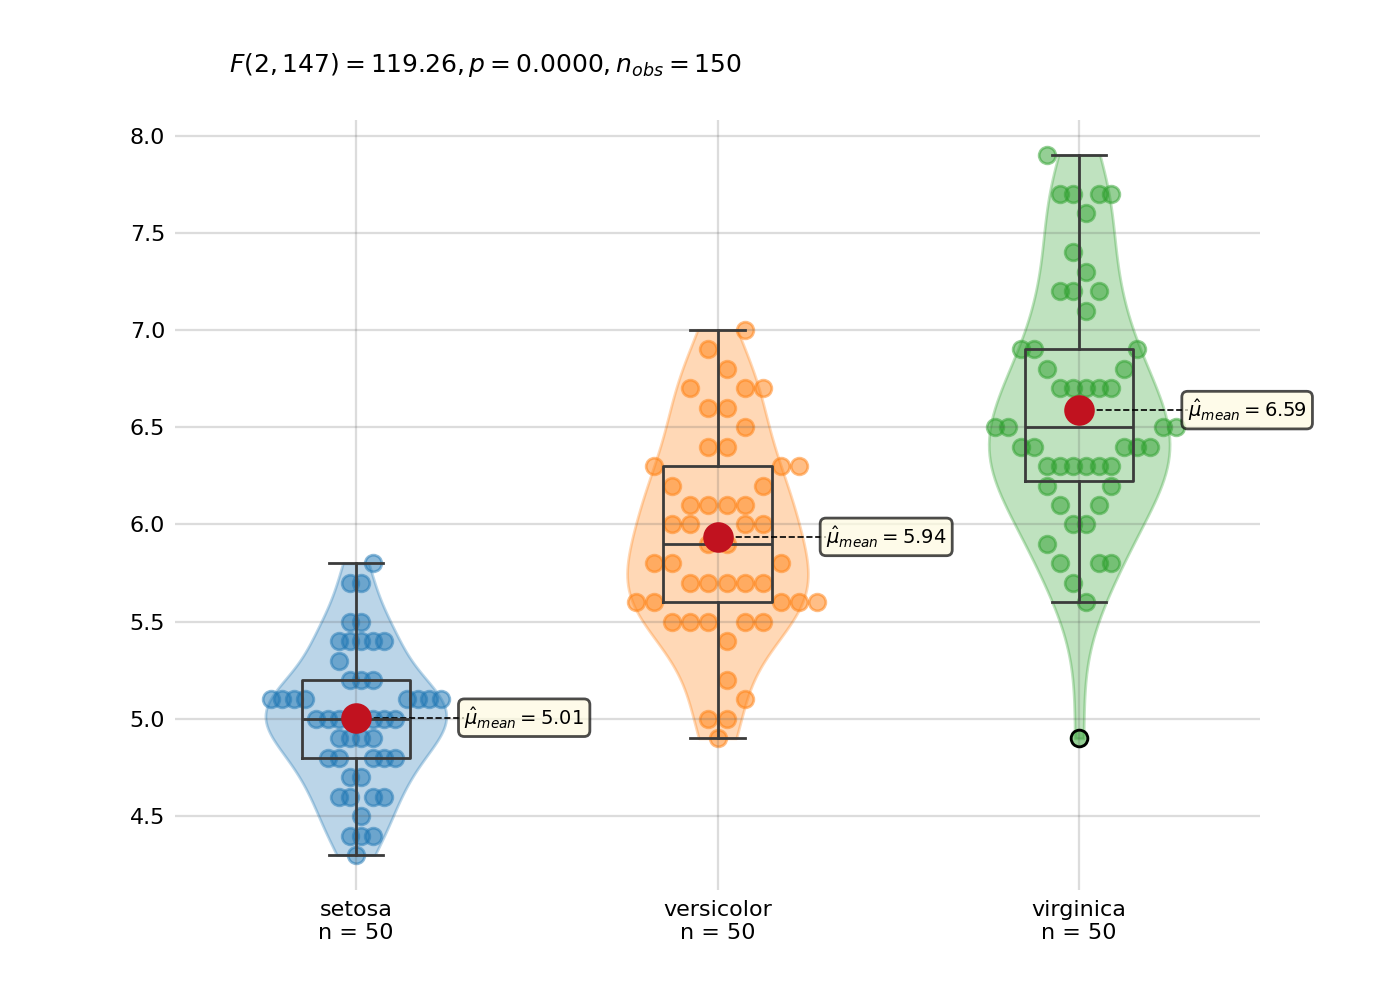 F(2, 147) = 119.26, p = 0.0000, n_obs = 150
8.0
7.5
7.0
6.5
6.0
5.5
5.0
4.5
μ̂_mean = 6.59
μ̂_mean = 5.94
μ̂_mean = 5.01
setosa
n = 50
versicolor
n = 50
virginica
n = 50